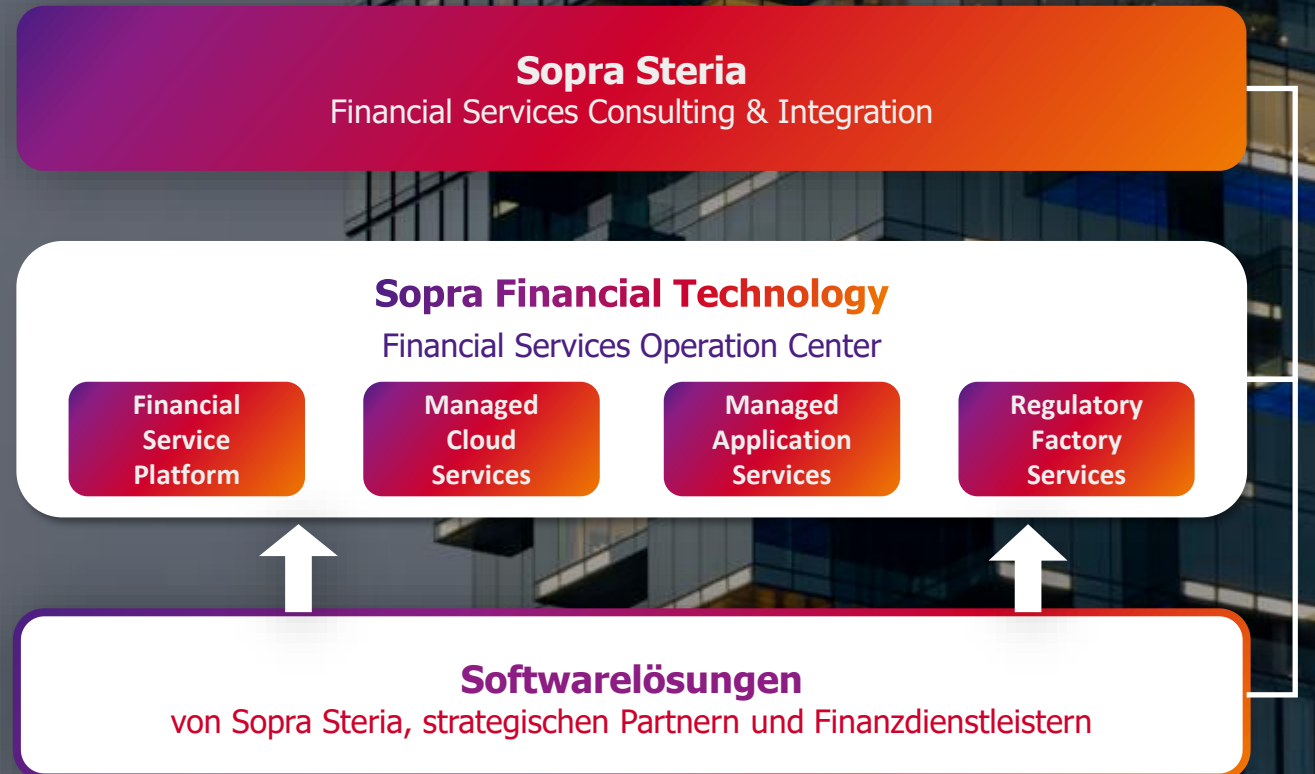 Sopra Steria
Financial Services Consulting & Integration
Sopra Financial Technology
Financial Services Operation Center
Financial
Service
Platform
Managed
Cloud
Services
Managed
Application
Services
Regulatory
Factory
Services
Softwarelösungen
von Sopra Steria, strategischen Partnern und Finanzdienstleistern